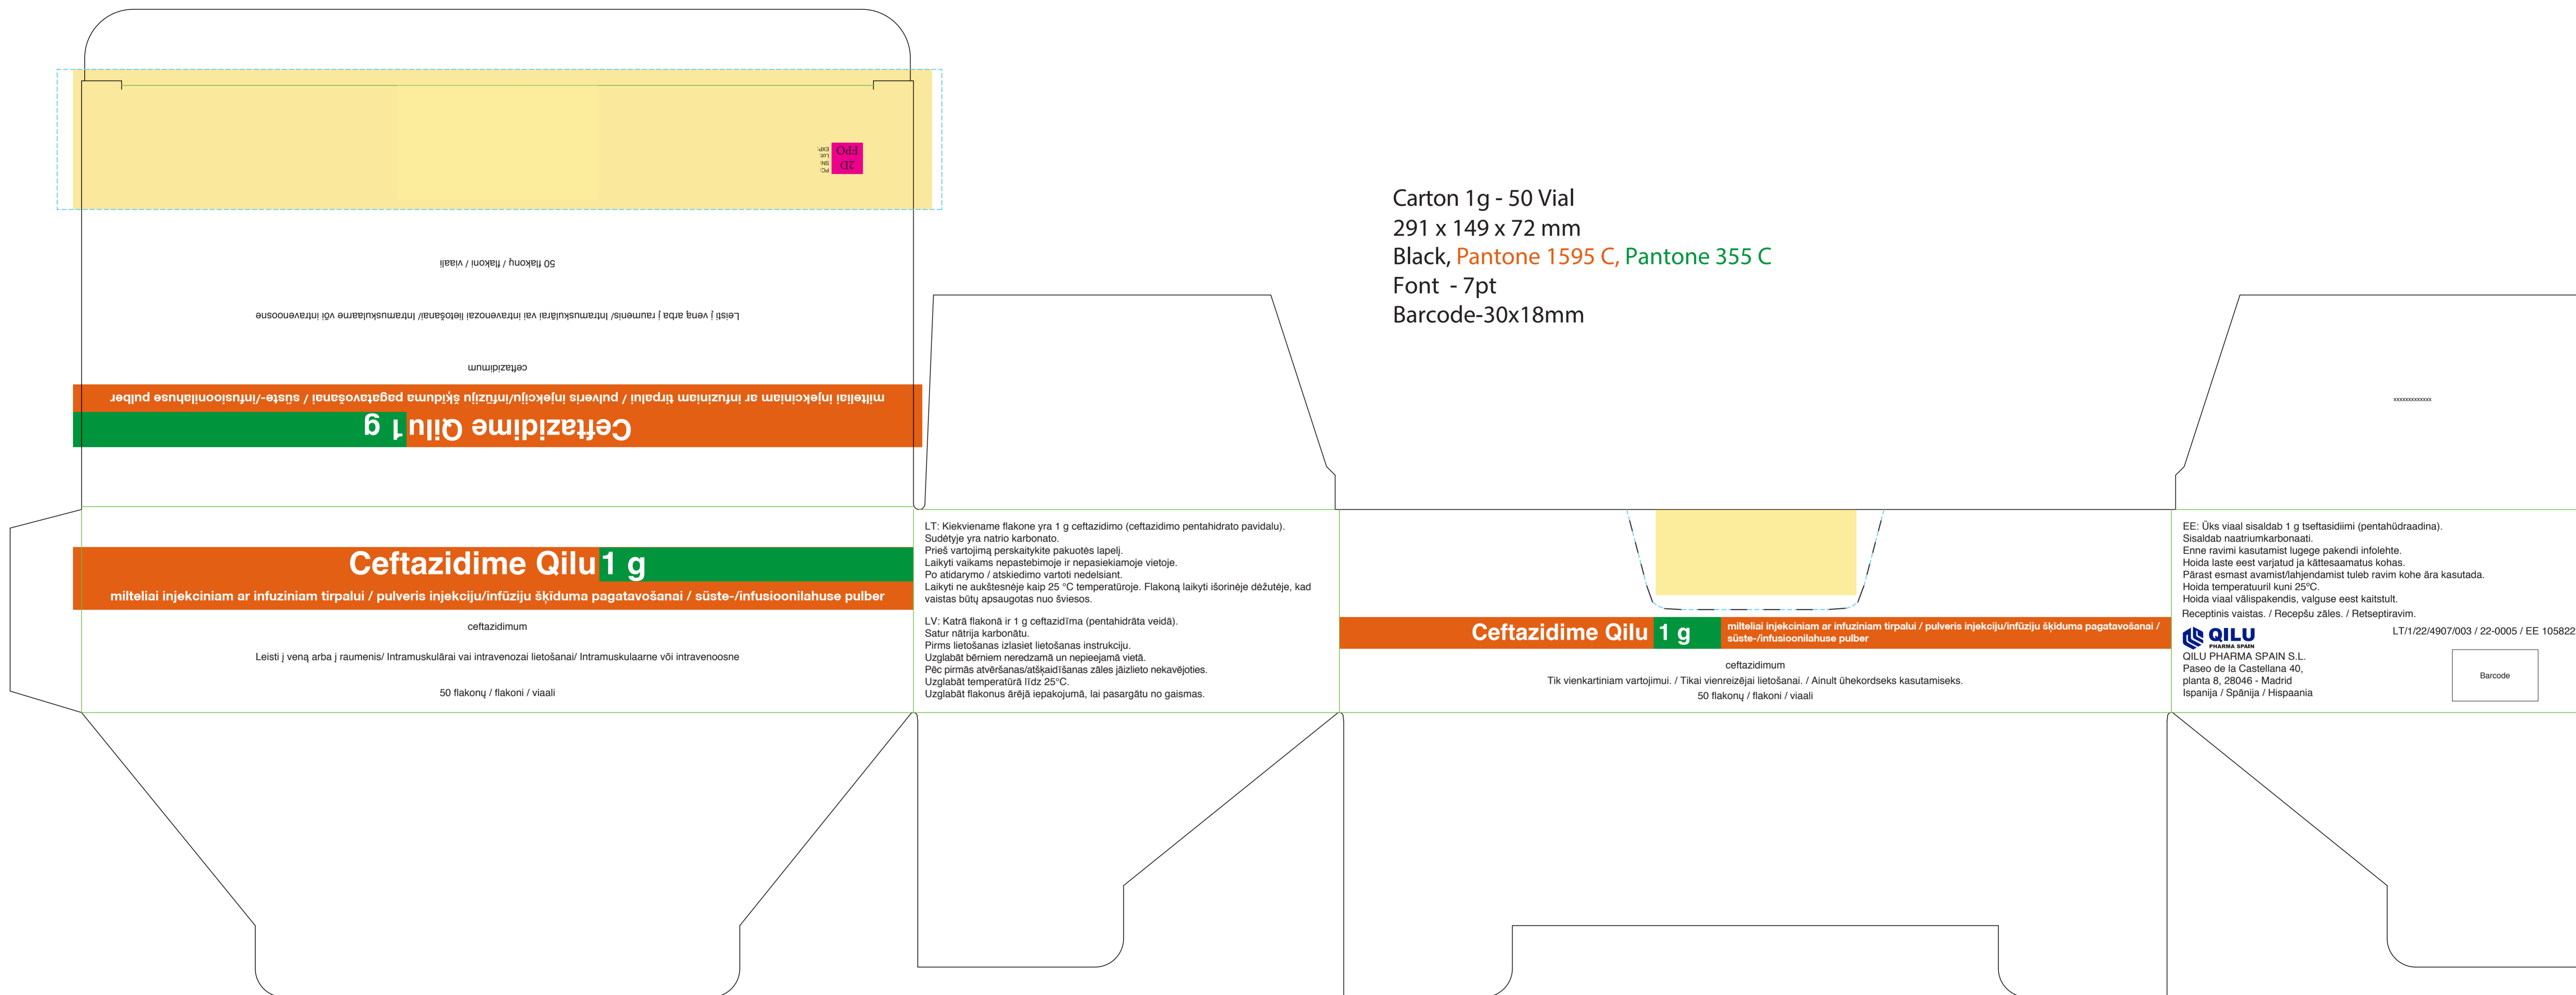 PC:
SN:
Lot:
EXP:
2D
FPO
50 flakonų / flakoni / viaali
Leisti į veną arba į raumenis/ Intramuskulārai vai intravenozai lietošanai/ Intramuskulaarne või intravenoosne
ceftazidimum
milteliai injekciniam ar infuziniam tirpalui / pulveris injekciju/infūziju šķīduma pagatavošanai / süste-/infusioonilahuse pulber
Ceftazidime Qilu 1 g
Carton 1g - 50 Vial
291 x 149 x 72 mm
Black, Pantone 1595 C, Pantone 355 C
Font - 7pt
Barcode-30x18mm
xxxxxxxxxxxxx
Ceftazidime Qilu 1 g
milteliai injekciniam ar infuziniam tirpalui / pulveris injekciju/infūziju šķīduma pagatavošanai / süste-/infusioonilahuse pulber
ceftazidimum
Leisti į veną arba į raumenis/ Intramuskulārai vai intravenozai lietošanai/ Intramuskulaarne või intravenoosne
50 flakonų / flakoni / viaali
LT: Kiekviename flakone yra 1 g ceftazidimo (ceftazidimo pentahidrato pavidalu).
Sudėtyje yra natrio karbonato.
Prieš vartojimą perskaitykite pakuotės lapelį.
Laikyti vaikams nepastebimoje ir nepasiekiamoje vietoje.
Po atidarymo / atskiedimo vartoti nedelsiant.
Laikyti ne aukštesnėje kaip 25 °C temperatūroje. Flakoną laikyti išorinėje dėžutėje, kad
vaistas būtų apsaugotas nuo šviesos.
LV: Katrā flakonā ir 1 g ceftazidīma (pentahidrāta veidā).
Satur nātrija karbonātu.
Pirms lietošanas izlasiet lietošanas instrukciju.
Uzglabāt bērniem neredzamā un nepieejamā vietā.
Pēc pirmās atvēršanas/atšķaidīšanas zāles jāizlieto nekavējoties.
Uzglabāt temperatūrā līdz 25°C.
Uzglabāt flakonus ārējā iepakojumā, lai pasargātu no gaismas.
Ceftazidime Qilu 1 g
milteliai injekciniam ar infuziniam tirpalui / pulveris injekciju/infūziju šķīduma pagatavošanai /
süste-/infusioonilahuse pulber
ceftazidimum
Tik vienkartiniam vartojimui. / Tikai vienreizējai lietošanai. / Ainult ühekordseks kasutamiseks.
50 flakonų / flakoni / viaali
EE: Üks viaal sisaldab 1 g tseftasidiimi (pentahüdraadina).
Sisaldab naatriumkarbonaati.
Enne ravimi kasutamist lugege pakendi infolehte.
Hoida laste eest varjatud ja kättesaamatus kohas.
Pärast esmast avamist/lahjendamist tuleb ravim kohe ära kasutada.
Hoida temperatuuril kuni 25ºC.
Hoida viaal välispakendis, valguse eest kaitstult.
Receptinis vaistas. / Recepšu zāles. / Retseptiravim.
LT/1/22/4907/003 / 22-0005 / EE 105822
QILU
PHARMA SPAIN
QILU PHARMA SPAIN S.L.
Paseo de la Castellana 40,
planta 8, 28046 - Madrid
Ispanija / Spānija / Hispaania
Barcode